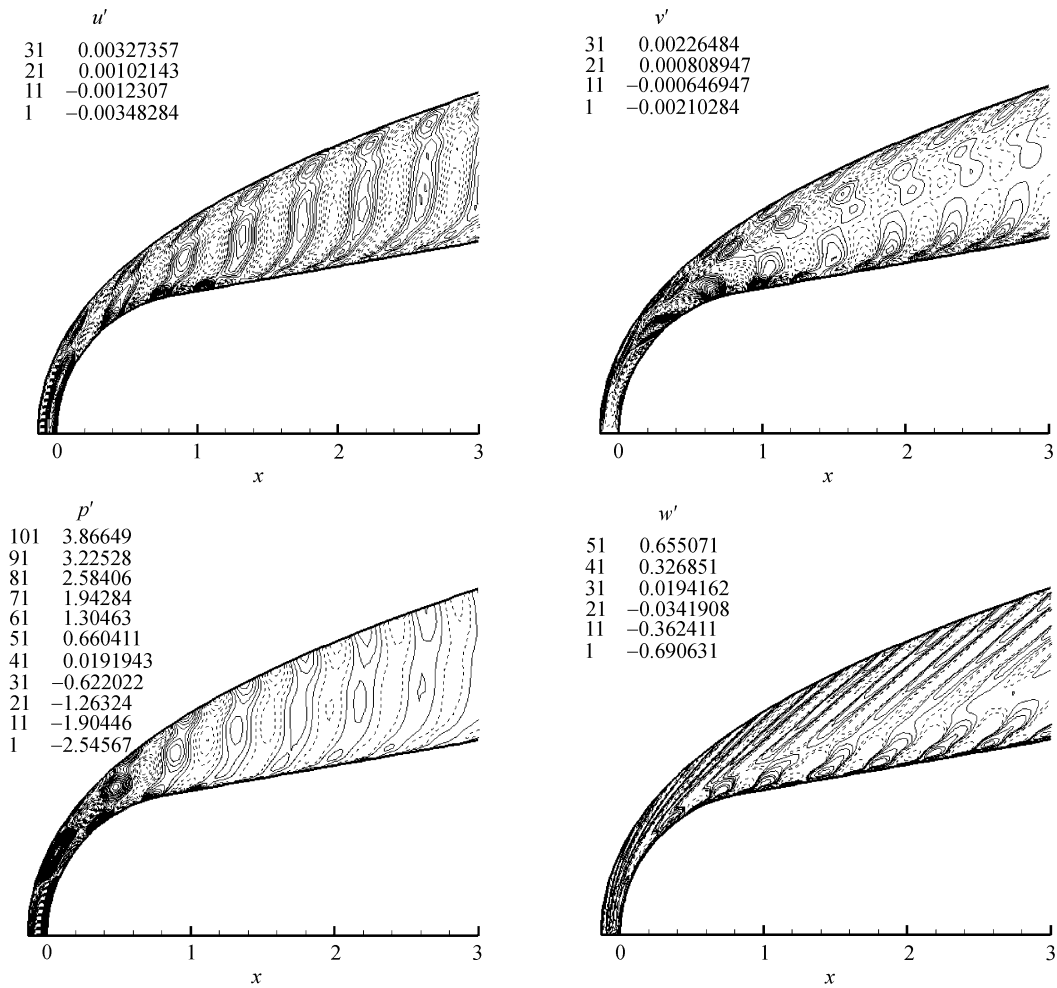 u′
31 0.00327357
21 0.00102143
11 −0.0012307
1 −0.00348284
0 1 2 3
x
v′
31 0.00226484
21 0.000808947
11 −0.000646947
1 −0.00210284
0 1 2 3
x
p′
101 3.86649
91 3.22528
81 2.58406
71 1.94284
61 1.30463
51 0.660411
41 0.0191943
31 −0.622022
21 −1.26324
11 −1.90446
1 −2.54567
0 1 2 3
x
w′
51 0.655071
41 0.326851
31 0.0194162
21 −0.0341908
11 −0.362411
1 −0.690631
0 1 2 3
x